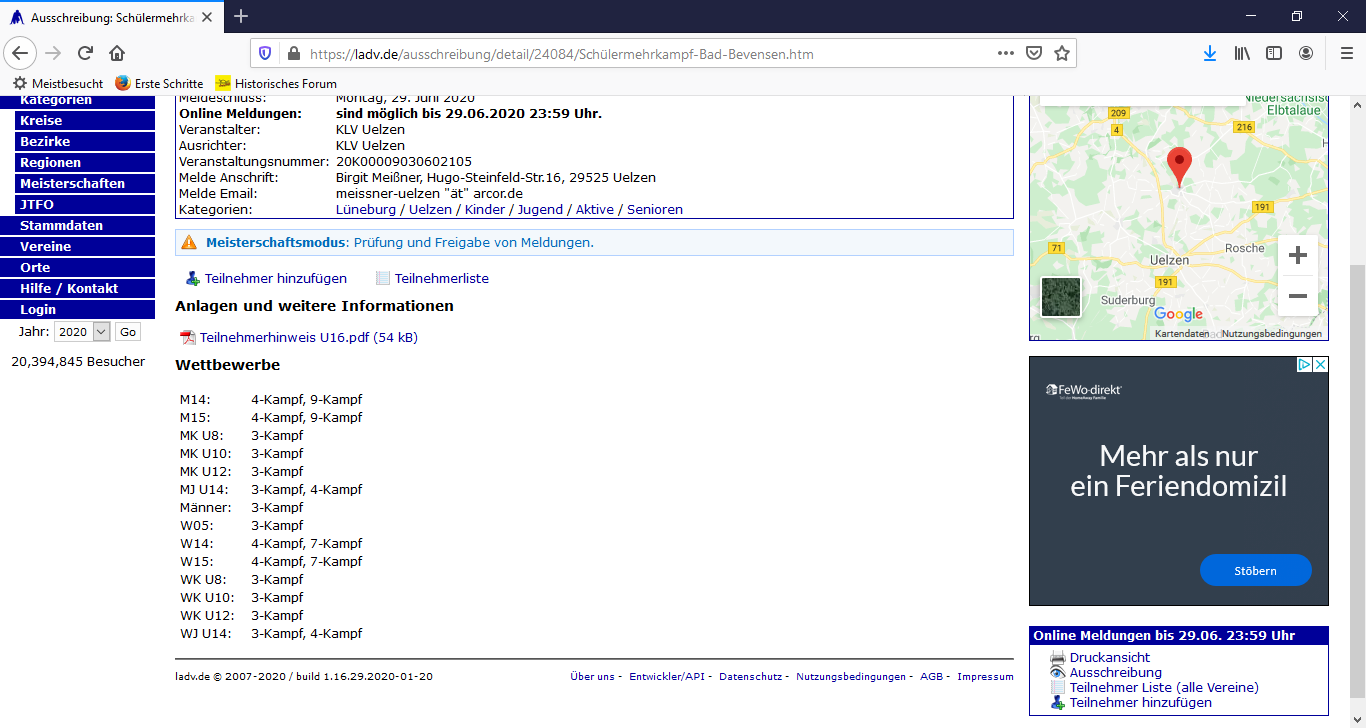 Ausschreibung: Schülermehrka
https://ladv.de/ausschreibung/detail/24084/Schülermehrkampf-Bad-Bevensen.htm
Meistbesucht
Erste Schritte
Historisches Forum
Kategorien
Kreise
Bezirke
Regionen
Meisterschaften
JTFO
Stammdaten
Vereine
Orte
Hilfe / Kontakt
Login
Jahr: 2020 Go
20,394,845 Besucher
Meldeschluss: Montag, 29. Juni 2020
Online Meldungen: sind möglich bis 29.06.2020 23:59 Uhr.
Veranstalter: KLV Uelzen
Ausrichter: KLV Uelzen
Veranstaltungsnummer: 20K00009030602105
Melde Anschrift: Birgit Meißner, Hugo-Steinfeld-Str.16, 29525 Uelzen
Melde Email: meissner-uelzen "ät" arcor.de
Kategorien: Lüneburg / Uelzen / Kinder / Jugend / Aktive / Senioren
Meisterschaftsmodus: Prüfung und Freigabe von Meldungen.
Teilnehmer hinzufügen Teilnehmerliste
Anlagen und weitere Informationen
Teilnehmerhinweis U16.pdf (54 kB)
Wettbewerbe
M14: 4-Kampf, 9-Kampf
M15: 4-Kampf, 9-Kampf
MK U8: 3-Kampf
MK U10: 3-Kampf
MK U12: 3-Kampf
MJ U14: 3-Kampf, 4-Kampf
Männer: 3-Kampf
W05: 3-Kampf
W14: 4-Kampf, 7-Kampf
W15: 4-Kampf, 7-Kampf
WK U8: 3-Kampf
WK U10: 3-Kampf
WK U12: 3-Kampf
WJ U14: 3-Kampf, 4-Kampf
ladv.de © 2007-2020 / build 1.16.29.2020-01-20
Über uns - Entwickler/API - Datenschutz - Nutzungsbedingungen - AGB - Impressum
Niedersächsisc
Elbtalaue
209
4
216
191
71
Rosche
Uelzen
191
Suderburg
Google
Kartendaten Nutzungsbedingungen
FeWo-direkt
Teil der HomeAway Familie
Mehr als nur
ein Feriendomizil
Stöbern
Online Meldungen bis 29.06. 23:59 Uhr
Druckansicht
Ausschreibung
Teilnehmer Liste (alle Vereine)
Teilnehmer hinzufügen